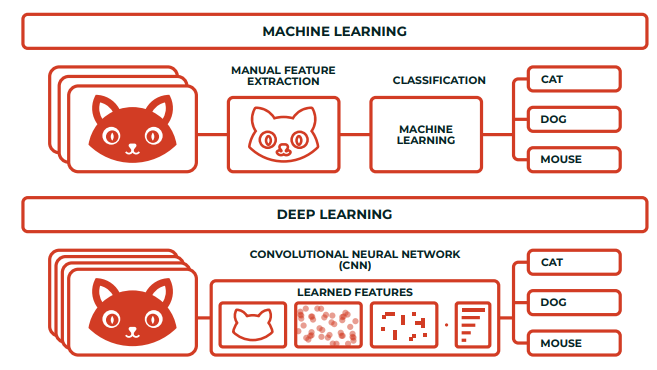 MACHINE LEARNING
MANUAL FEATURE
EXTRACTION
CLASSIFICATION
MACHINE
LEARNING
CAT
DOG
MOUSE
DEEP LEARNING
CONVOLUTIONAL NEURAL NETWORK
(CNN)
LEARNED FEATURES
CAT
DOG
MOUSE